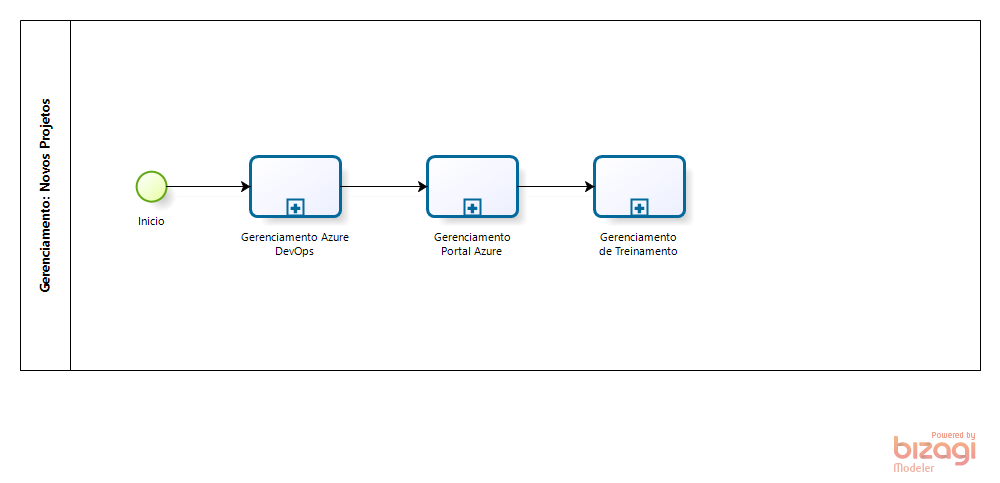 Gerenciamento: Novos Projetos
Inicio
Gerenciamento Azure
DevOps
Gerenciamento
Portal Azure
Gerenciamento
de Treinamento
Powered by
bizagi
Modeler